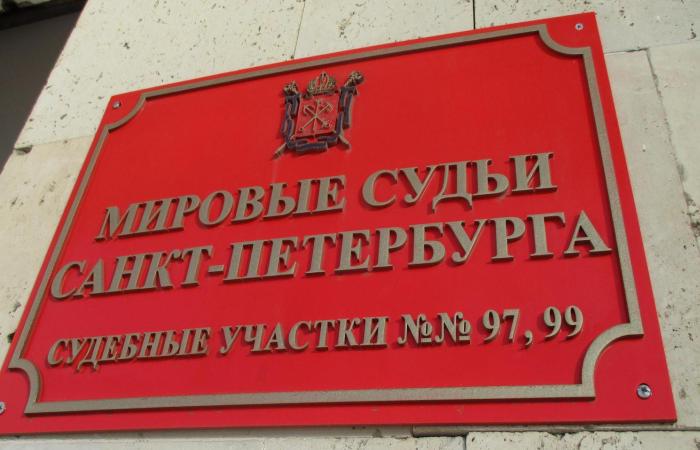 МИРОВЫЕ СУДЬИ
САНКТ-ПЕТЕРБУРГА
СУДЕБНЫЕ УЧАСТКИ №№ 97, 99